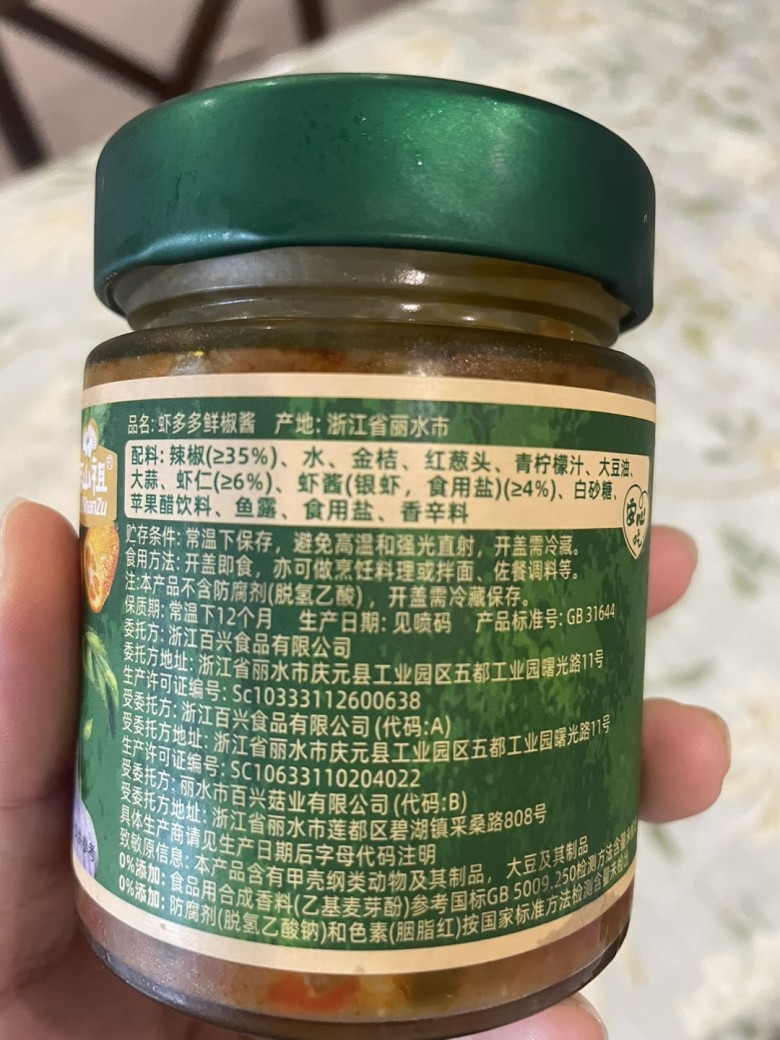 品名: 虾多多鲜椒酱 产地: 浙江省丽水市
配料: 辣椒(≥35%)、水、金桔、红葱头、青柠檬汁、大豆油、
大蒜、虾仁(≥6%)、虾酱(银虾，食用盐)(≥4%)、白砂糖、
苹果醋饮料、鱼露、食用盐、香辛料
山祖
安心
吃
贮存条件: 常温下保存，避免高温和强光直射，开盖需冷藏。
食用方法: 开盖即食，亦可做烹饪料理或拌面、佐餐调料等。
注:本产品不含防腐剂(脱氢乙酸)，开盖需冷藏保存。
保质期: 常温下12个月 生产日期: 见喷码 产品标准号: GB 31644
委托方: 浙江百兴食品有限公司
委托方地址: 浙江省丽水市庆元县工业园区五都工业园曙光路11号
生产许可证编号: Sc10333112600638
受委托方: 浙江百兴食品有限公司 (代码:A)
受委托方地址: 浙江省丽水市庆元县工业园区五都工业园曙光路11号
生产许可证编号: SC10633110204022
受委托方: 丽水市百兴菇业有限公司 (代码:B)
受委托方地址: 浙江省丽水市莲都区碧湖镇采桑路808号
具体生产商请见生产日期后字母代码注明
致敏原信息: 本产品含有甲壳纲类动物及其制品，大豆及其制品
0%添加: 食品用合成香料(乙基麦芽酚)参考国标GB 5009.250检测方法含量未检出
0%添加: 防腐剂(脱氢乙酸钠)和色素(胭脂红)按国家标准方法检测含量未检出